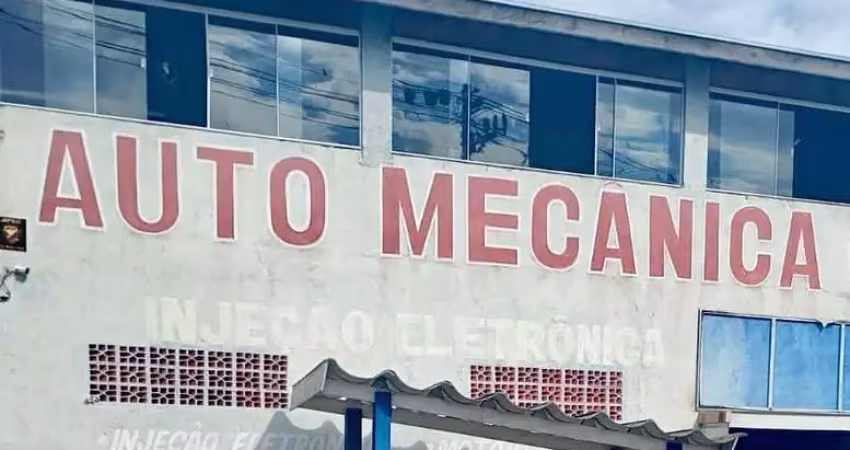 AUTO MECÂNICA
INJEÇÃO ELETRÔNICA
INJEÇÃO ELETRÔNICA